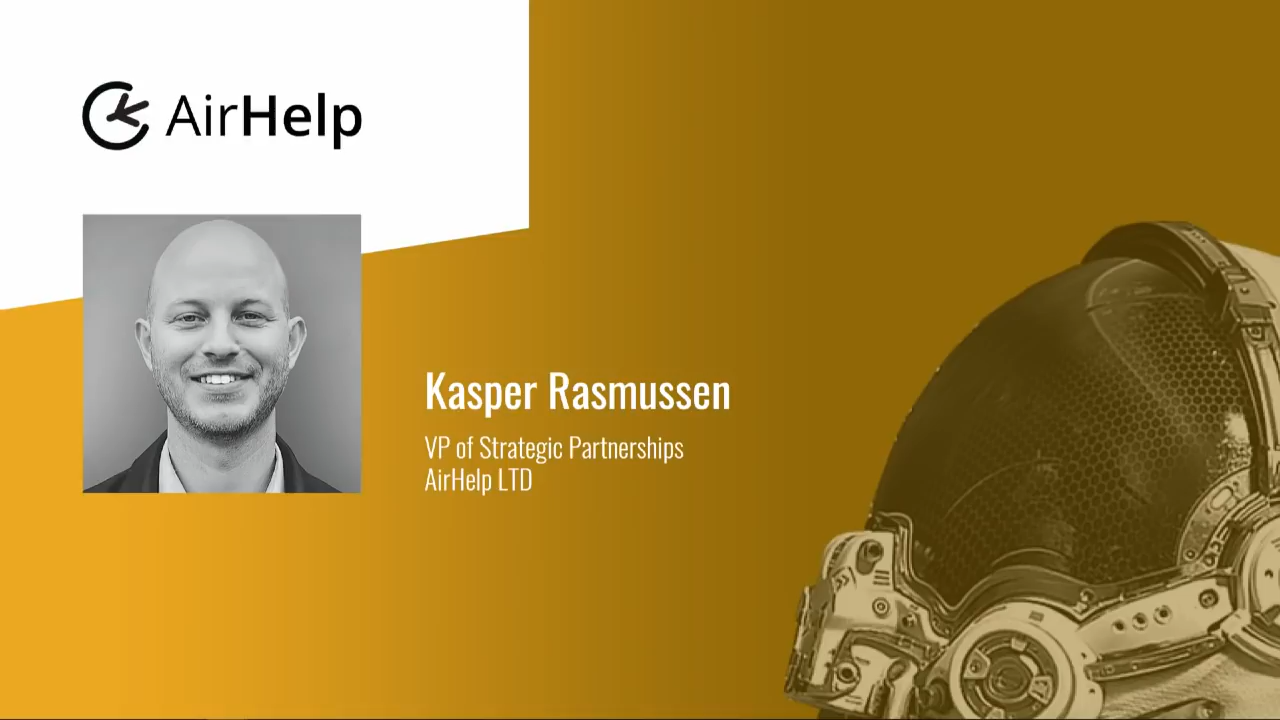 AirHelp
Kasper Rasmussen
VP of Strategic Partnerships
AirHelp LTD